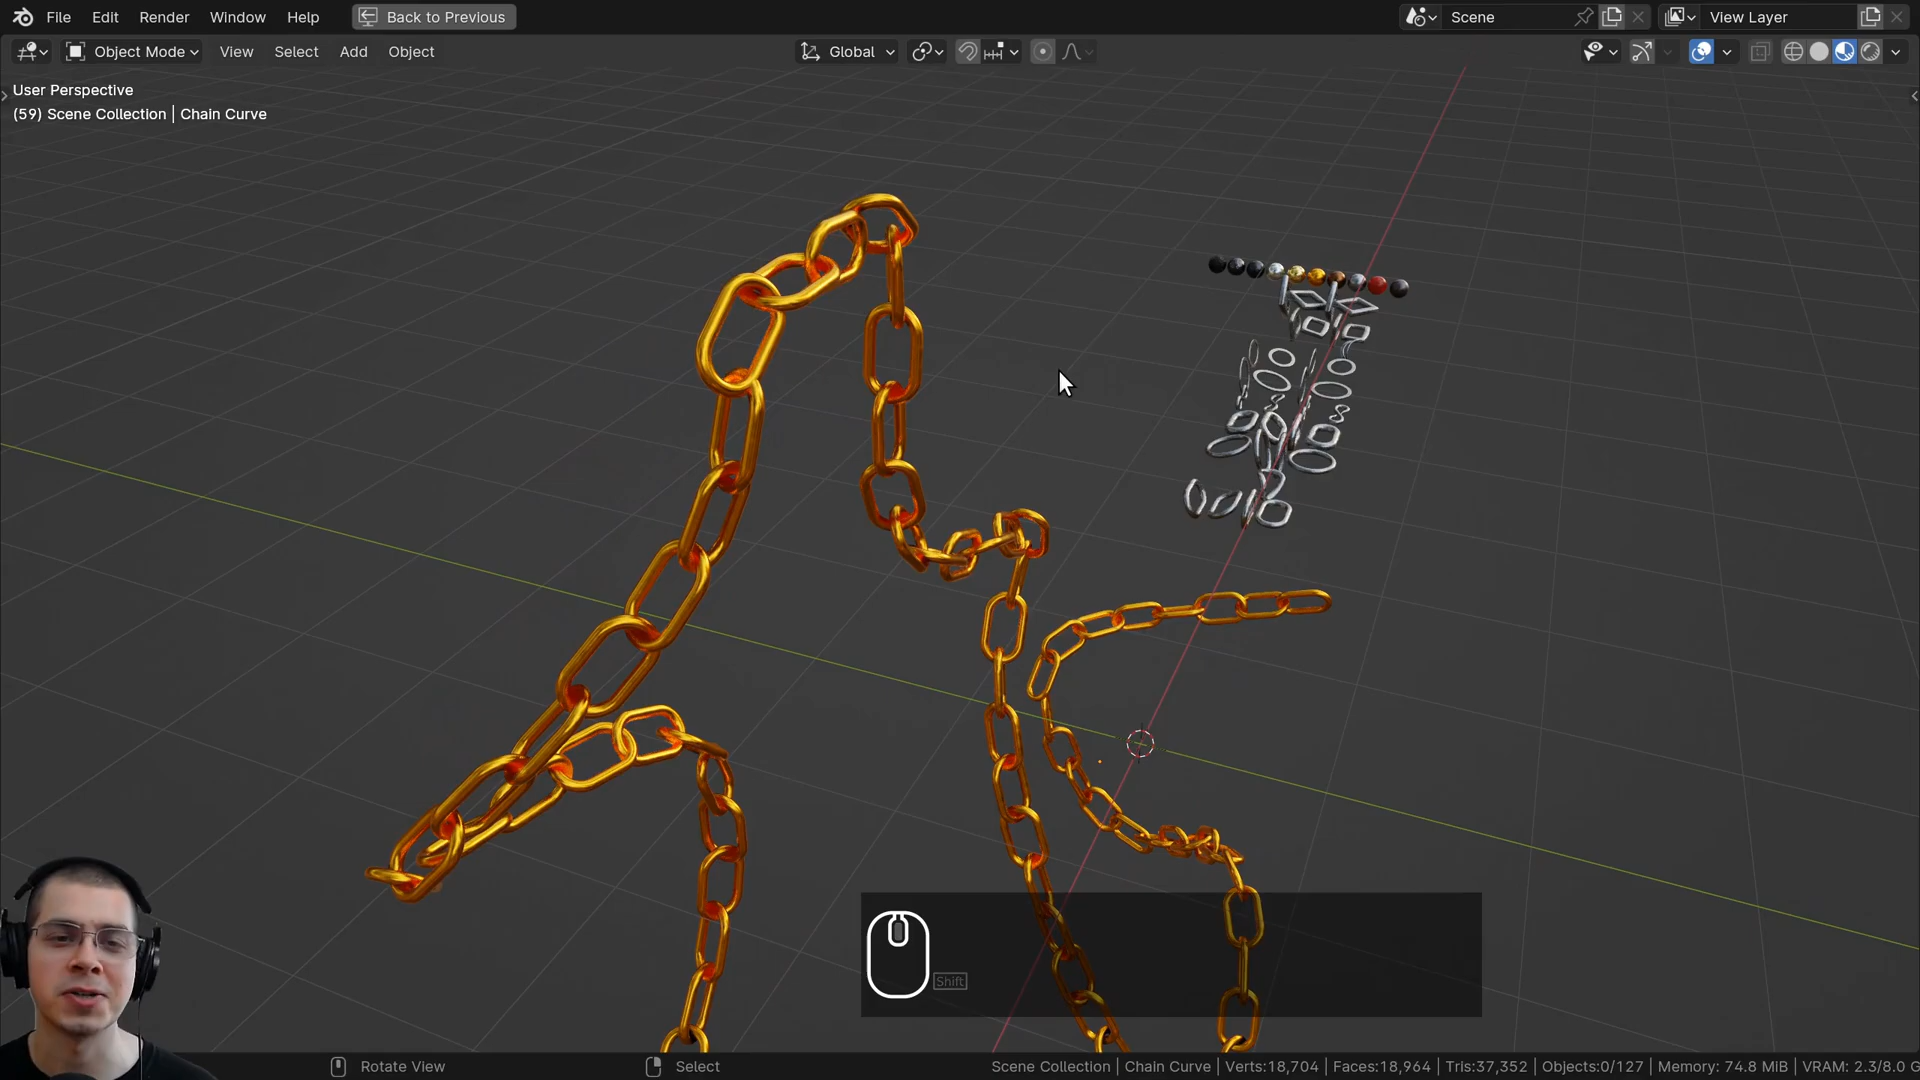 File Edit Render Window Help Back to Previous Scene View Layer
Object Mode View Select Add Object Global
User Perspective
(59) Scene Collection | Chain Curve
Shift
Rotate View Select Scene Collection | Chain Curve | Verts:18,704 | Faces:18,964 | Tris:37,352 | Objects:0/127 | Memory: 74.8 MiB | VRAM: 2.3/8.0 G